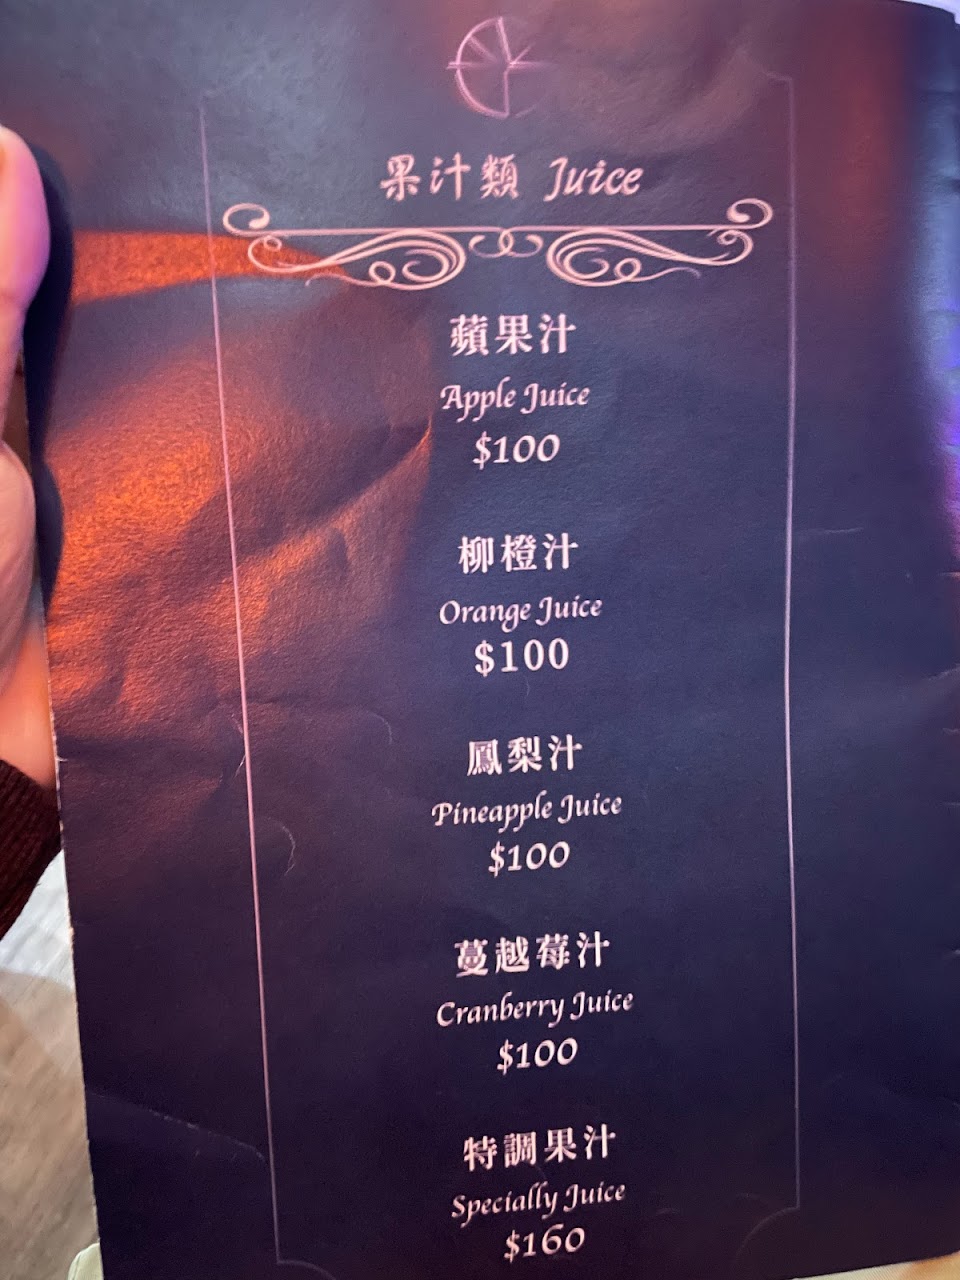 果汁類 Juice
蘋果汁
Apple Juice
$100
柳橙汁
Orange Juice
$100
鳳梨汁
Pineapple Juice
$100
蔓越莓汁
Cranberry Juice
$100
特調果汁
Specially Juice
$160